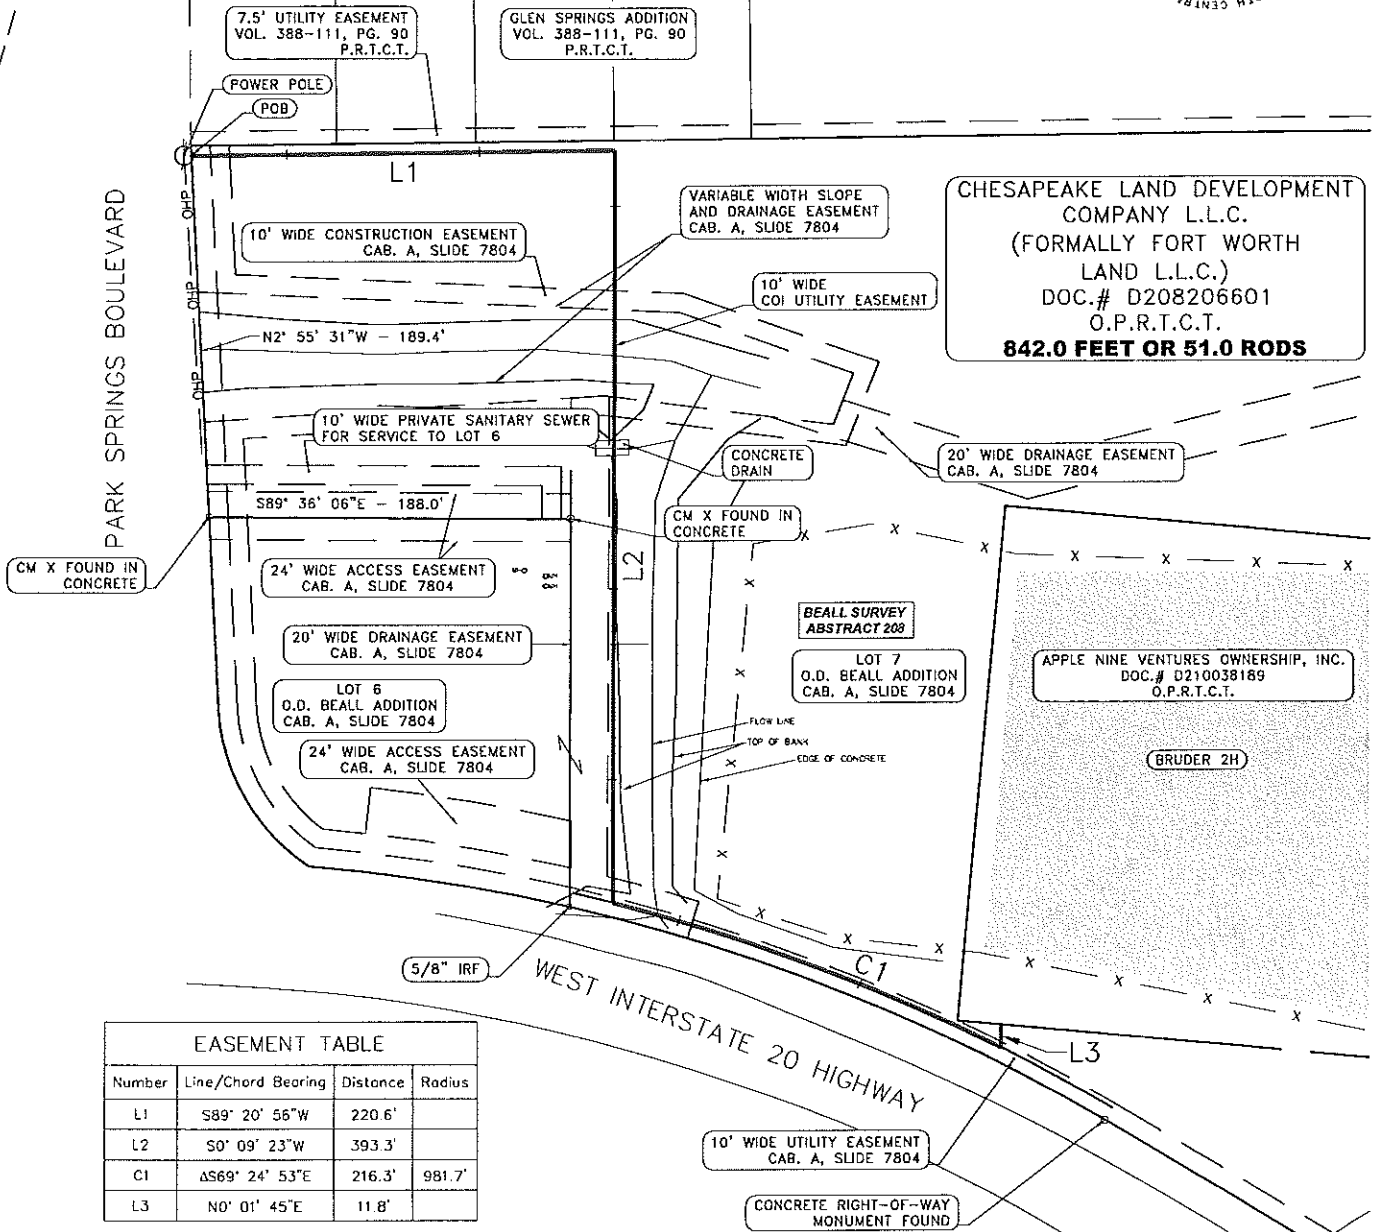 7.5' UTILITY EASEMENT
VOL. 388-111, PG. 90
P.R.T.C.T.
GLEN SPRINGS ADDITION
VOL. 388-111, PG. 90
P.R.T.C.T.
POWER POLE
POB
L1
PARK SPRINGS BOULEVARD
OHP
OHP
OHP
VARIABLE WIDTH SLOPE
AND DRAINAGE EASEMENT
CAB. A, SLIDE 7804
CHESAPEAKE LAND DEVELOPMENT
COMPANY L.L.C.
(FORMALLY FORT WORTH
LAND L.L.C.)
DOC.# D208206601
O.P.R.T.C.T.
842.0 FEET OR 51.0 RODS
10' WIDE CONSTRUCTION EASEMENT
CAB. A, SLIDE 7804
10' WIDE
COI UTILITY EASEMENT
N2° 55' 31"W - 189.4'
10' WIDE PRIVATE SANITARY SEWER
FOR SERVICE TO LOT 6
CONCRETE
DRAIN
20' WIDE DRAINAGE EASEMENT
CAB. A, SLIDE 7804
S89° 36' 06"E - 188.0'
CM X FOUND IN
CONCRETE
CM X FOUND IN
CONCRETE
L2
24' WIDE ACCESS EASEMENT
CAB. A, SLIDE 7804
BEALL SURVEY
ABSTRACT 208
20' WIDE DRAINAGE EASEMENT
CAB. A, SLIDE 7804
LOT 7
O.D. BEALL ADDITION
CAB. A, SLIDE 7804
APPLE NINE VENTURES OWNERSHIP, INC.
DOC.# D210038189
O.P.R.T.C.T.
LOT 6
O.D. BEALL ADDITION
CAB. A, SLIDE 7804
FLOW LINE
TOP OF BANK
EDGE OF CONCRETE
24' WIDE ACCESS EASEMENT
CAB. A, SLIDE 7804
BRUDER 2H
5/8" IRF
C1
WEST INTERSTATE 20 HIGHWAY
L3
EASEMENT TABLE
Number Line/Chord Bearing Distance Radius
L1 S89° 20' 56"W 220.6'
L2 S0° 09' 23"W 393.3'
C1 ΔS69° 24' 53"E 216.3' 981.7'
L3 N0° 01' 45"E 11.8'
10' WIDE UTILITY EASEMENT
CAB. A, SLIDE 7804
CONCRETE RIGHT-OF-WAY
MONUMENT FOUND